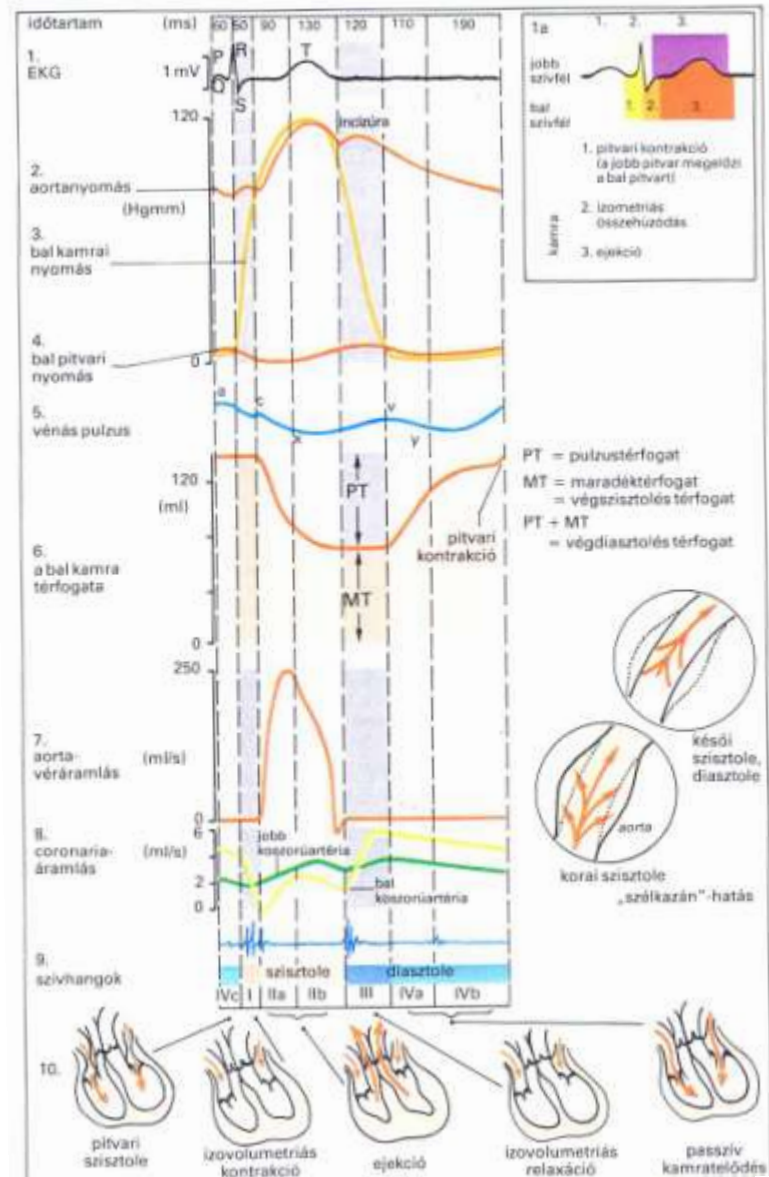 időtartam (ms) 60 50 90 130 120 110 190
1.
EKG
1 mV
P R T
Q
S
120
incizúra
2.
aortanyomás
(Hgmm)
3.
bal kamrai
nyomás
4.
bal pitvari
nyomás
0
5.
vénás pulzus
a c x v y
120
(ml)
PT
MT
pitvari
kontrakció
6.
a bal kamra
térfogata
0
250
7.
aorta-
véráramlás
(ml/s)
0
8.
coronaria-
áramlás
(ml/s)
6
2
0
jobb
koszorúartéria
bal
koszorúartéria
9.
szívhangok
szisztole diasztole
IVc I IIa IIb III IVa IVb
10.
pitvari
szisztole
izovolumetriás
kontrakció
ejekció
izovolumetriás
relaxáció
passzív
kamratelődés
1a
1. 2. 3.
jobb
szívfél
bal
szívfél
1. 2. 3.
1. pitvari kontrakció
(a jobb pitvar megelőzi
a bal pitvart)
kamra
2. izometriás
összehúzódás
3. ejekció
PT = pulzustérfogat
MT = maradéktérfogat
= végszisztolés térfogat
PT + MT
= végdiasztolés térfogat
késői
szisztole,
diasztole
aorta
korai szisztole
„szélkazán"-hatás